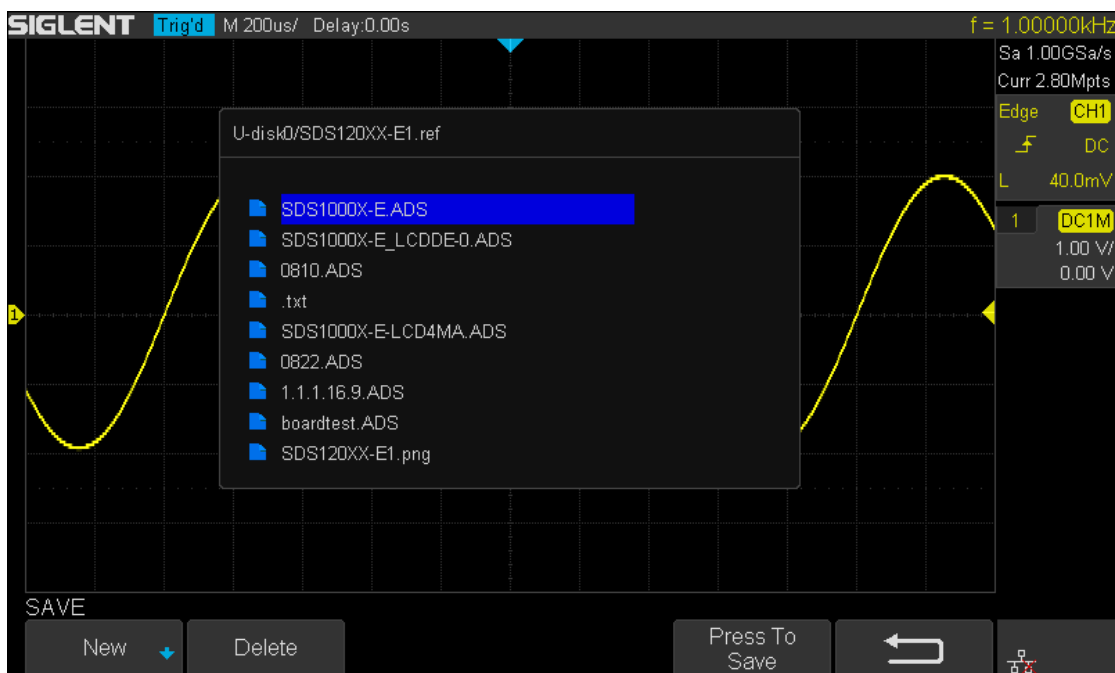 SIGLENT Trig'd M 200us/ Delay:0.00s f = 1.00000kHz
Sa 1.00GSa/s
Curr 2.80Mpts
Edge CH1
DC
L 40.0mV
1 DC1M
1.00 V/
0.00 V
U-disk0/SDS120XX-E1.ref
SDS1000X-E.ADS
SDS1000X-E_LCDDE-0.ADS
0810.ADS
.txt
SDS1000X-E-LCD4MA.ADS
0822.ADS
1.1.1.16.9.ADS
boardtest.ADS
SDS120XX-E1.png
1
SAVE
New
Delete
Press To
Save